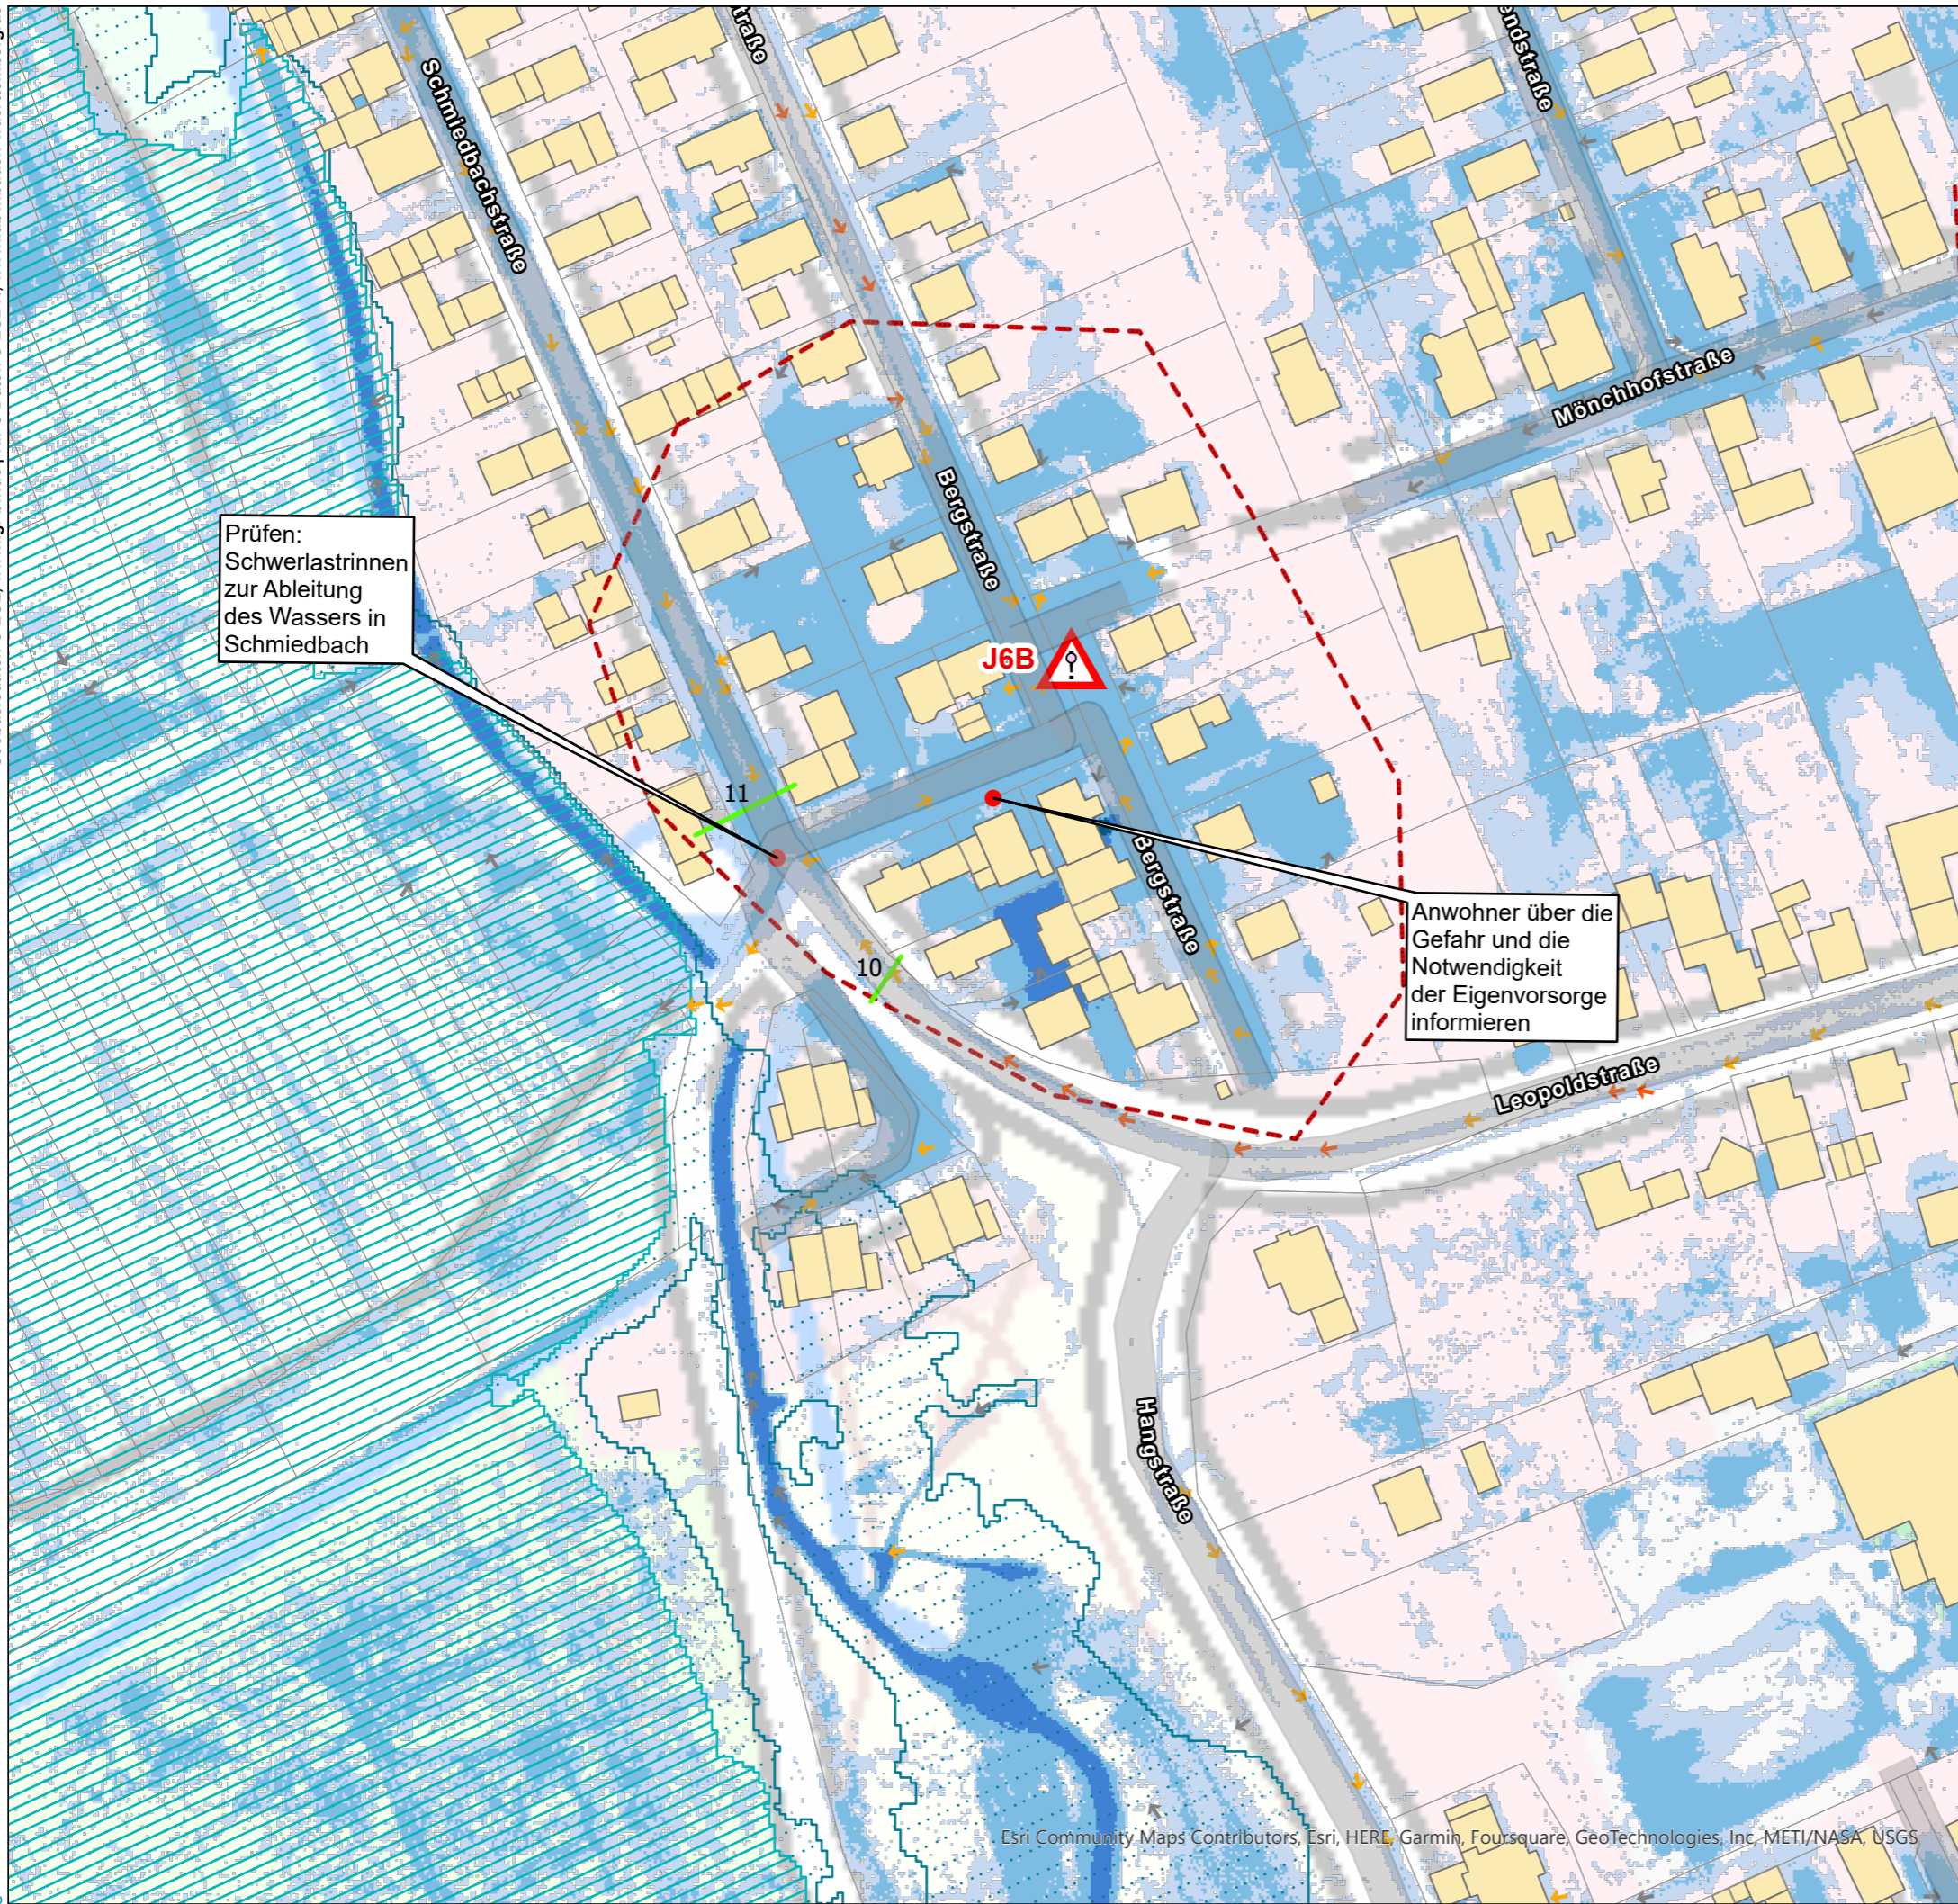 Schmiedbachstraße
traße
endstraße
Mönchhofstraße
Bergstraße
Prüfen:
Schwerlastrinnen
zur Ableitung
des Wassers in
Schmiedbach
J6B
11
10
Bergstraße
Anwohner über die
Gefahr und die
Notwendigkeit
der Eigenvorsorge
informieren
Leopoldstraße
Hangstraße
Esri Community Maps Contributors, Esri, HERE, Garmin, Foursquare, GeoTechnologies, Inc, METI/NASA, USGS